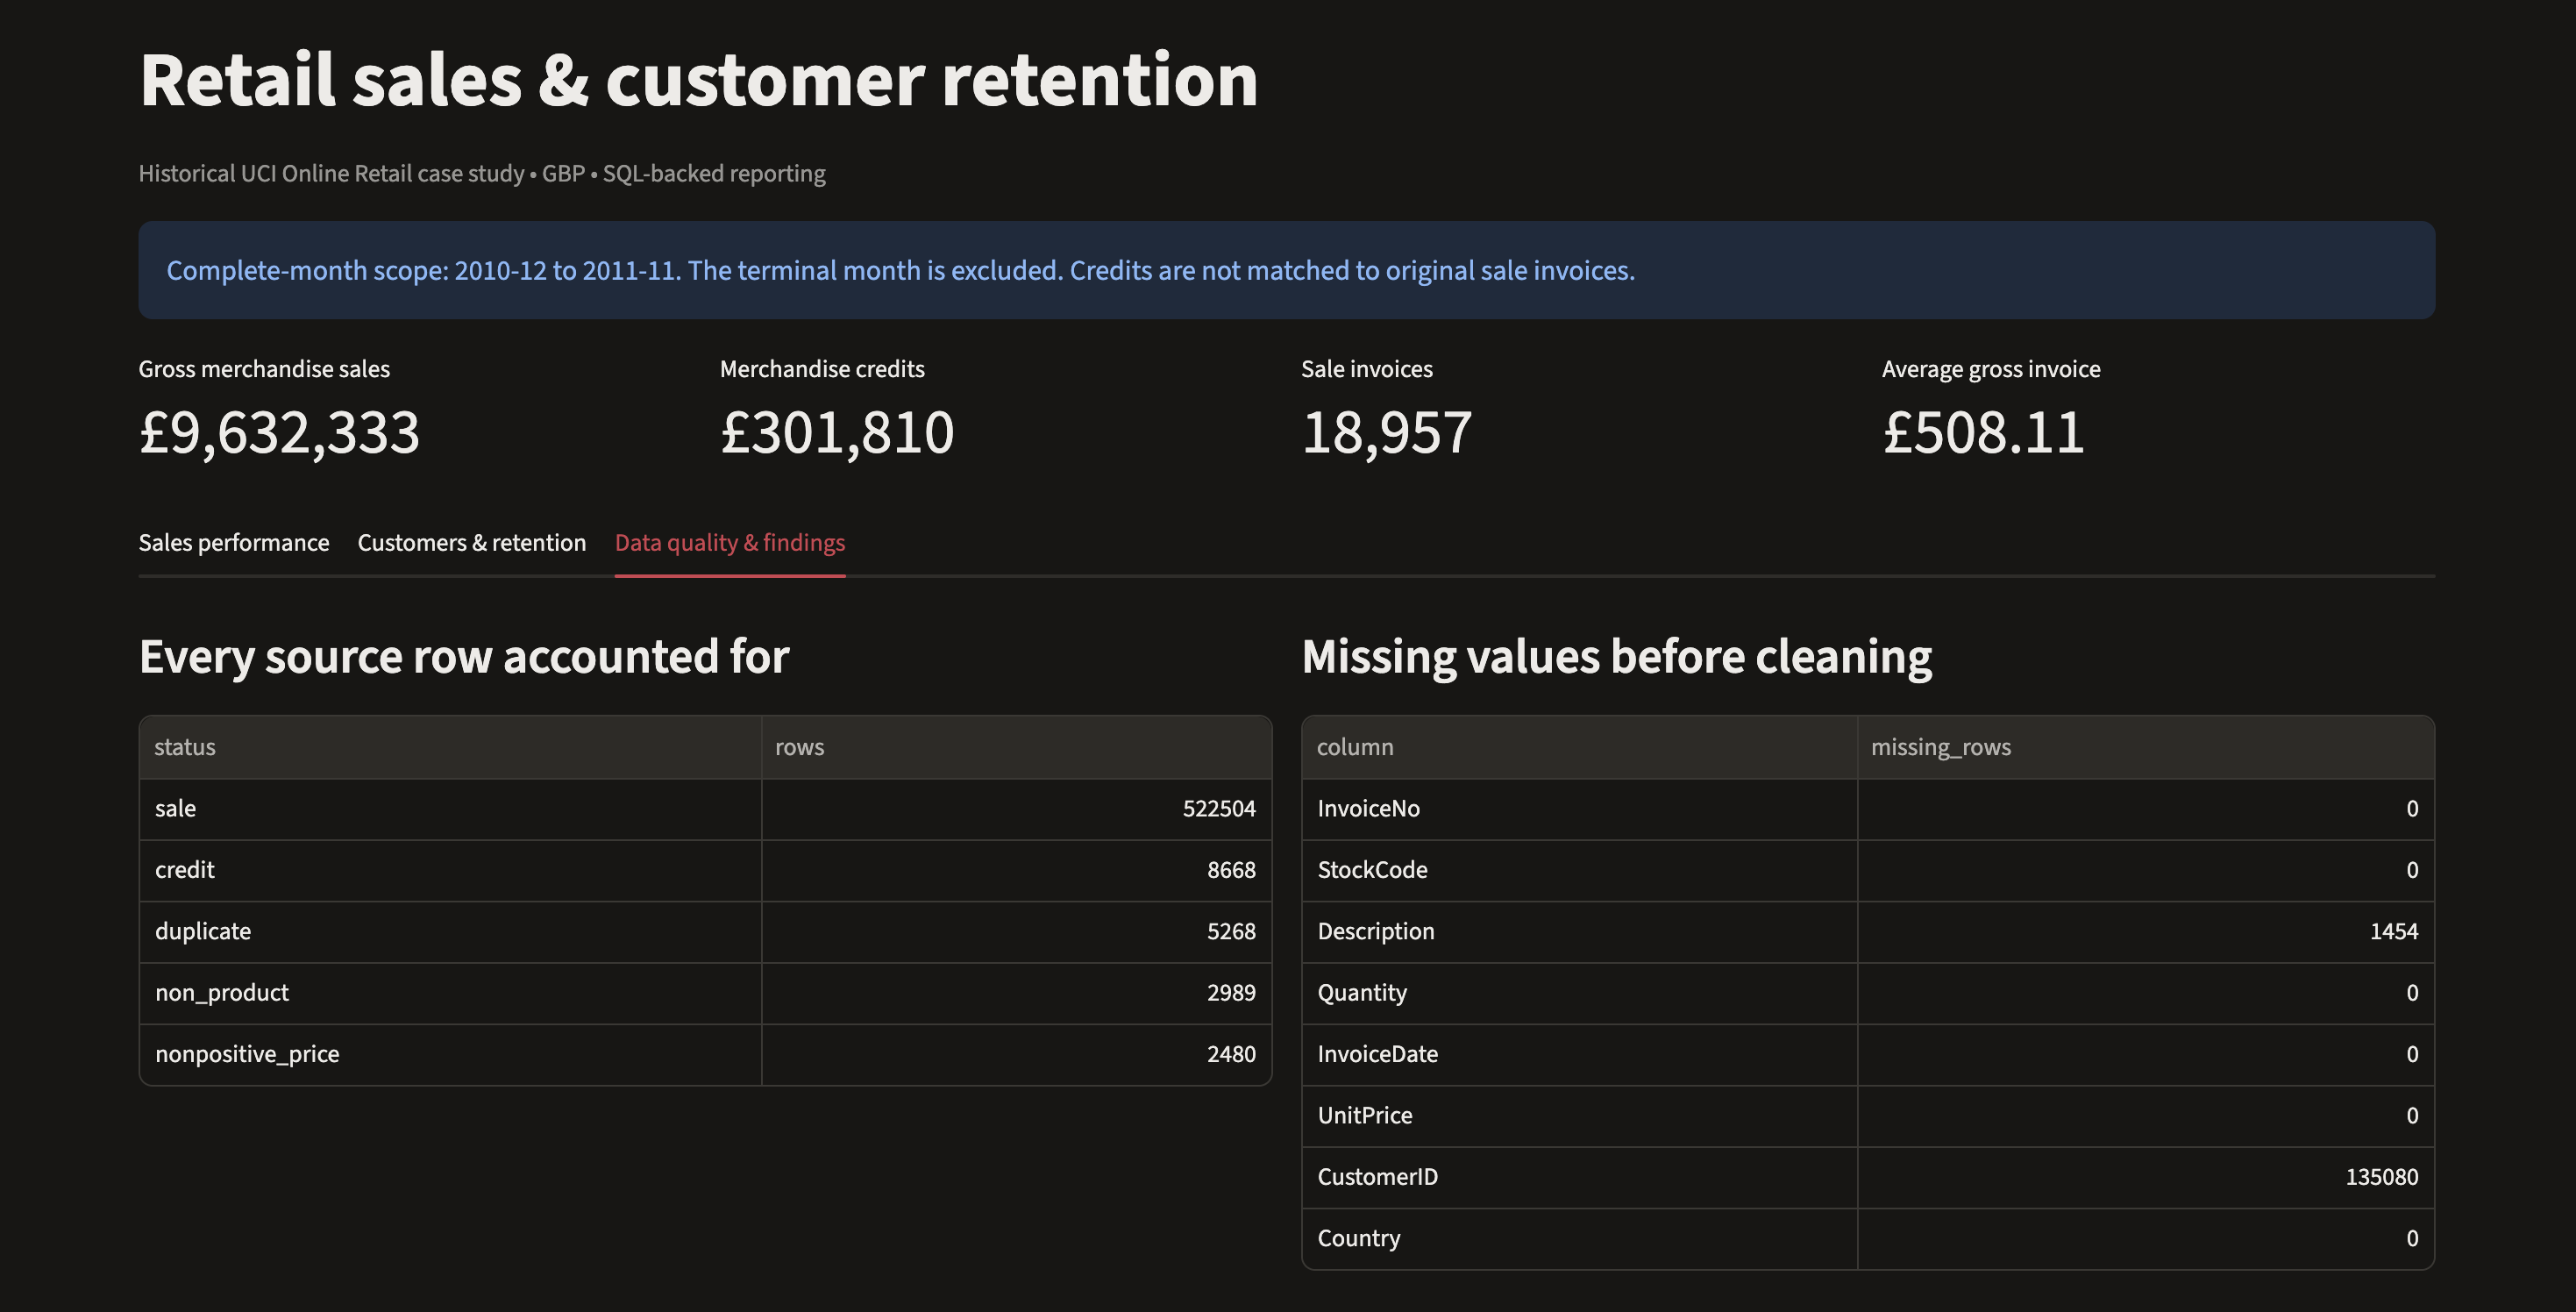 Retail sales & customer retention
Historical UCI Online Retail case study • GBP • SQL-backed reporting
Complete-month scope: 2010-12 to 2011-11. The terminal month is excluded. Credits are not matched to original sale invoices.
Gross merchandise sales Merchandise credits Sale invoices Average gross invoice
£9,632,333 £301,810 18,957 £508.11
Sales performance Customers & retention Data quality & findings
Every source row accounted for
status rows
sale 522504
credit 8668
duplicate 5268
non_product 2989
nonpositive_price 2480
Missing values before cleaning
column missing_rows
InvoiceNo 0
StockCode 0
Description 1454
Quantity 0
InvoiceDate 0
UnitPrice 0
CustomerID 135080
Country 0